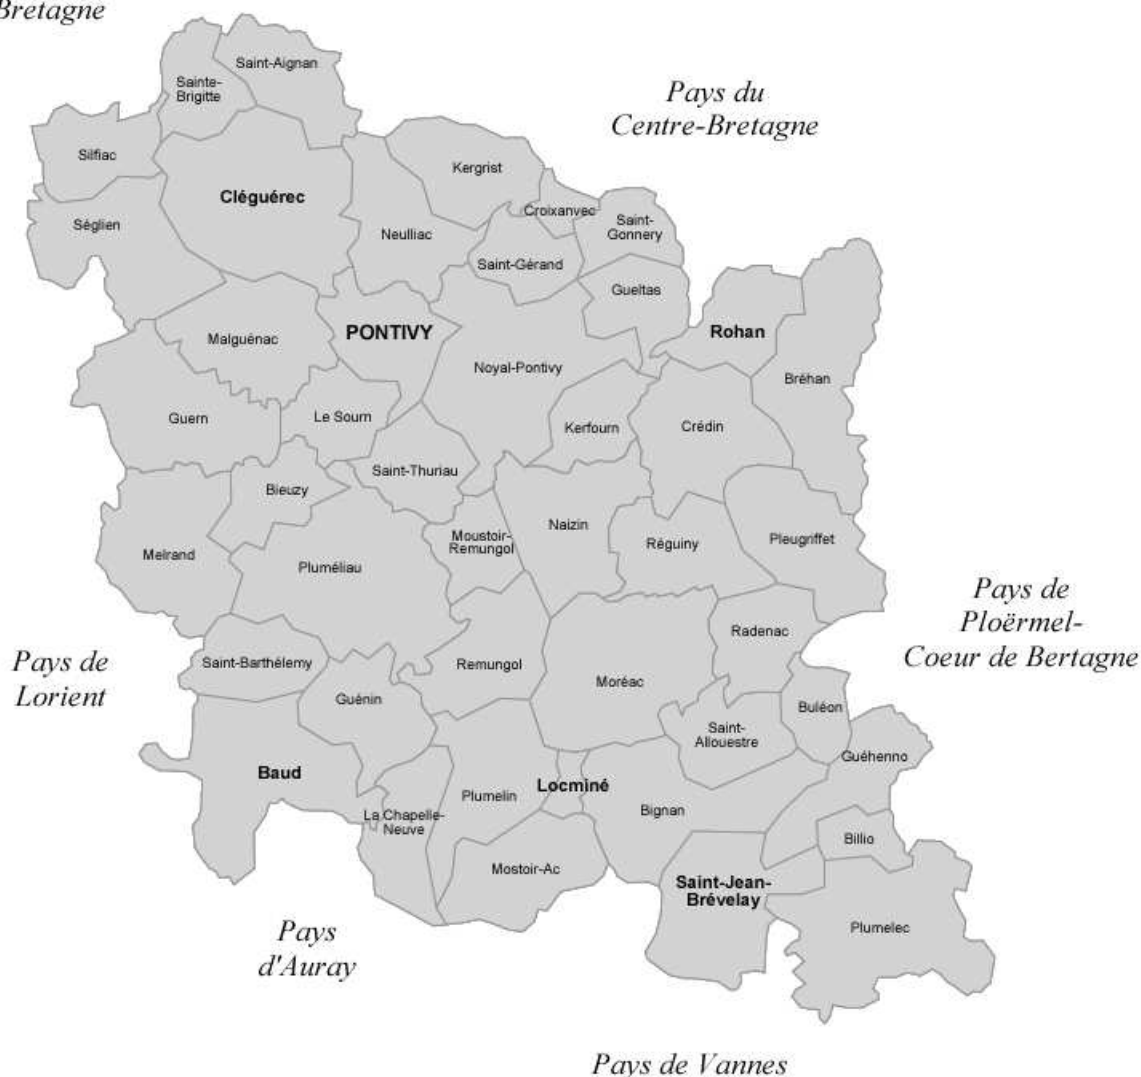 Bretagne
Saint-Aignan
Sainte-
Brigitte
Pays du
Centre-Bretagne
Silfiac
Kergrist
Cléguérec
Croixanvec
Séglien
Neulliac
Saint-
Gonnery
Saint-Gérand
Gueltas
Malguénac
PONTIVY
Rohan
Noyal-Pontivy
Bréhan
Guern
Le Sourn
Kerfourn
Crédin
Saint-Thuriau
Bieuzy
Naizin
Moustoir-
Remungol
Réguiny
Pleugriffet
Melrand
Pluméliau
Pays de
Ploërmel-
Coeur de Bertagne
Radenac
Pays de
Lorient
Saint-Barthélemy
Remungol
Moréac
Guénin
Buléon
Saint-
Allouestre
Guéhenno
Baud
Locminé
Plumelin
Bignan
La Chapelle-
Neuve
Billio
Mostoir-Ac
Saint-Jean-
Brévelay
Plumelec
Pays
d'Auray
Pays de Vannes